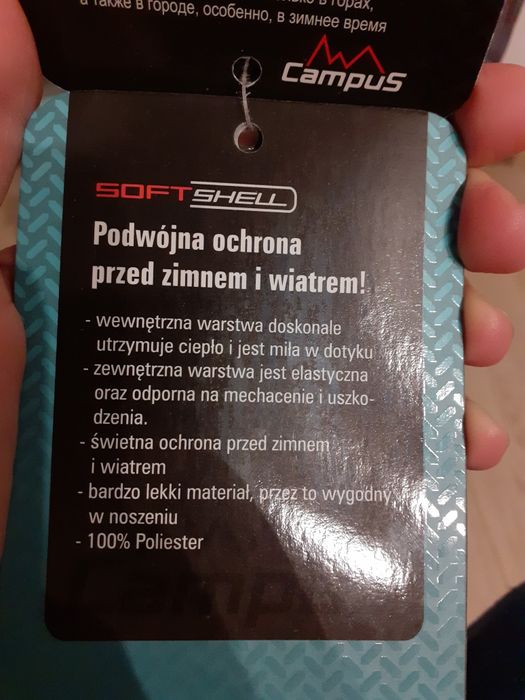 в горах,
а также в городе, особенно, в зимнее время
CampuS
SOFTSHELL
Podwójna ochrona
przed zimnem i wiatrem!
- wewnętrzna warstwa doskonale
utrzymuje ciepło i jest miła w dotyku
- zewnętrzna warstwa jest elastyczna
oraz odporna na mechacenie i uszko-
dzenia.
- świetna ochrona przed zimnem
i wiatrem
- bardzo lekki materiał, przez to wygodny
w noszeniu
- 100% Poliester
Campus